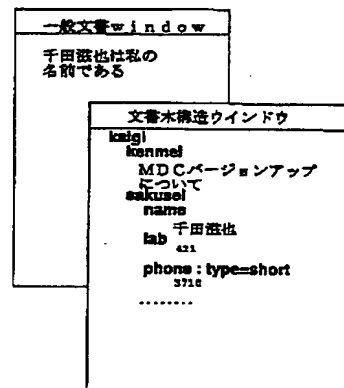 一般文書window
千田滋也は私の
名前である
文書木構造ウインドウ
kaigi
kenmei
MDCバージョンアップ
について
sakusei
name
千田滋也
lab
421
phone : type=short
3716
........